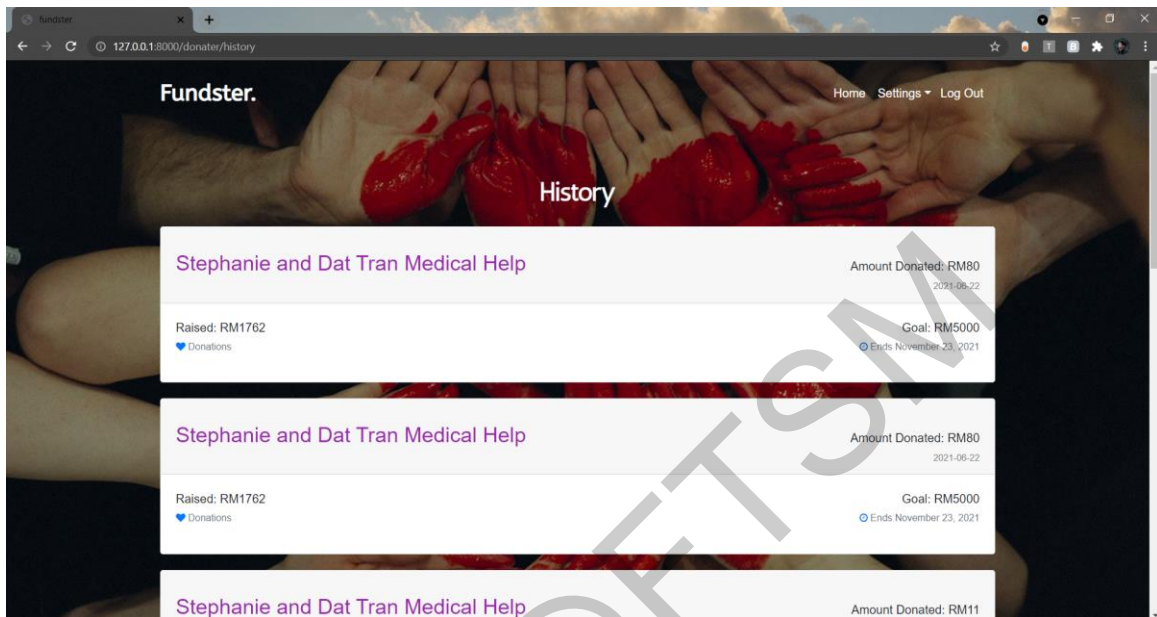 fundster
127.0.0.1:8000/donater/history
Fundster.
Home Settings Log Out
History
Stephanie and Dat Tran Medical Help
Amount Donated: RM80
2021-06-22
Raised: RM1762
Goal: RM5000
Donations
Ends November 23, 2021
Stephanie and Dat Tran Medical Help
Amount Donated: RM80
2021-06-22
Raised: RM1762
Goal: RM5000
Donations
Ends November 23, 2021
Stephanie and Dat Tran Medical Help
Amount Donated: RM11
FTSM